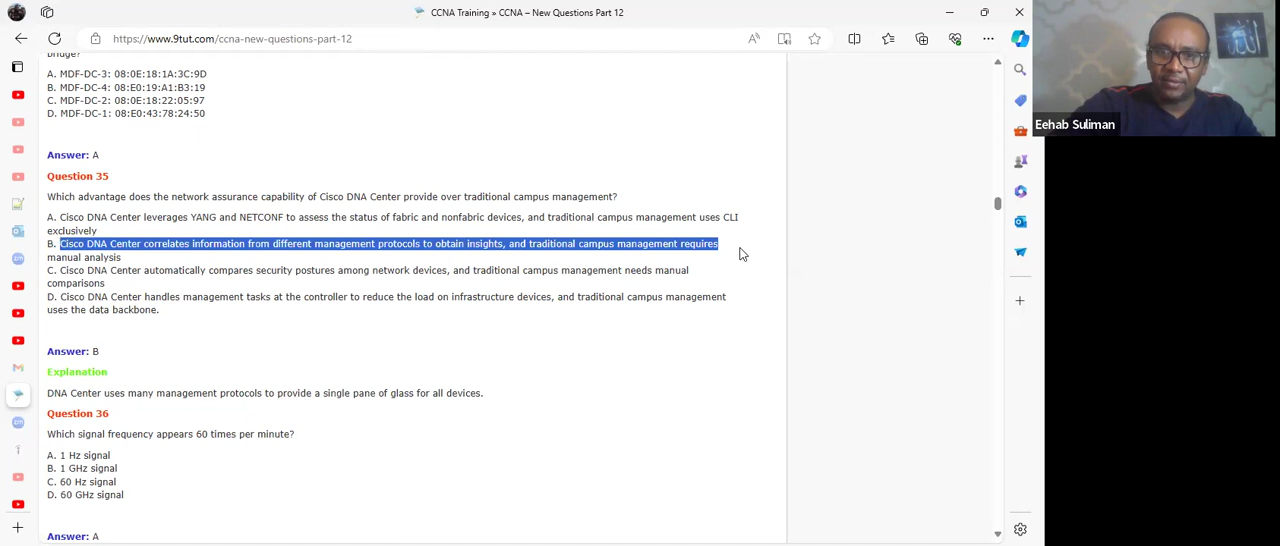 CCNA Training » CCNA – New Questions Part 12
https://www.9tut.com/ccna-new-questions-part-12
bridge?
A. MDF-DC-3: 08:0E:18:1A:3C:9D
B. MDF-DC-4: 08:E0:19:A1:B3:19
C. MDF-DC-2: 08:0E:18:22:05:97
D. MDF-DC-1: 08:E0:43:78:24:50
Answer: A
Question 35
Which advantage does the network assurance capability of Cisco DNA Center provide over traditional campus management?
A. Cisco DNA Center leverages YANG and NETCONF to assess the status of fabric and nonfabric devices, and traditional campus management uses CLI
exclusively
B. Cisco DNA Center correlates information from different management protocols to obtain insights, and traditional campus management requires
manual analysis
C. Cisco DNA Center automatically compares security postures among network devices, and traditional campus management needs manual
comparisons
D. Cisco DNA Center handles management tasks at the controller to reduce the load on infrastructure devices, and traditional campus management
uses the data backbone.
Answer: B
Explanation
DNA Center uses many management protocols to provide a single pane of glass for all devices.
Question 36
Which signal frequency appears 60 times per minute?
A. 1 Hz signal
B. 1 GHz signal
C. 60 Hz signal
D. 60 GHz signal
Answer: A
Eehab Suliman